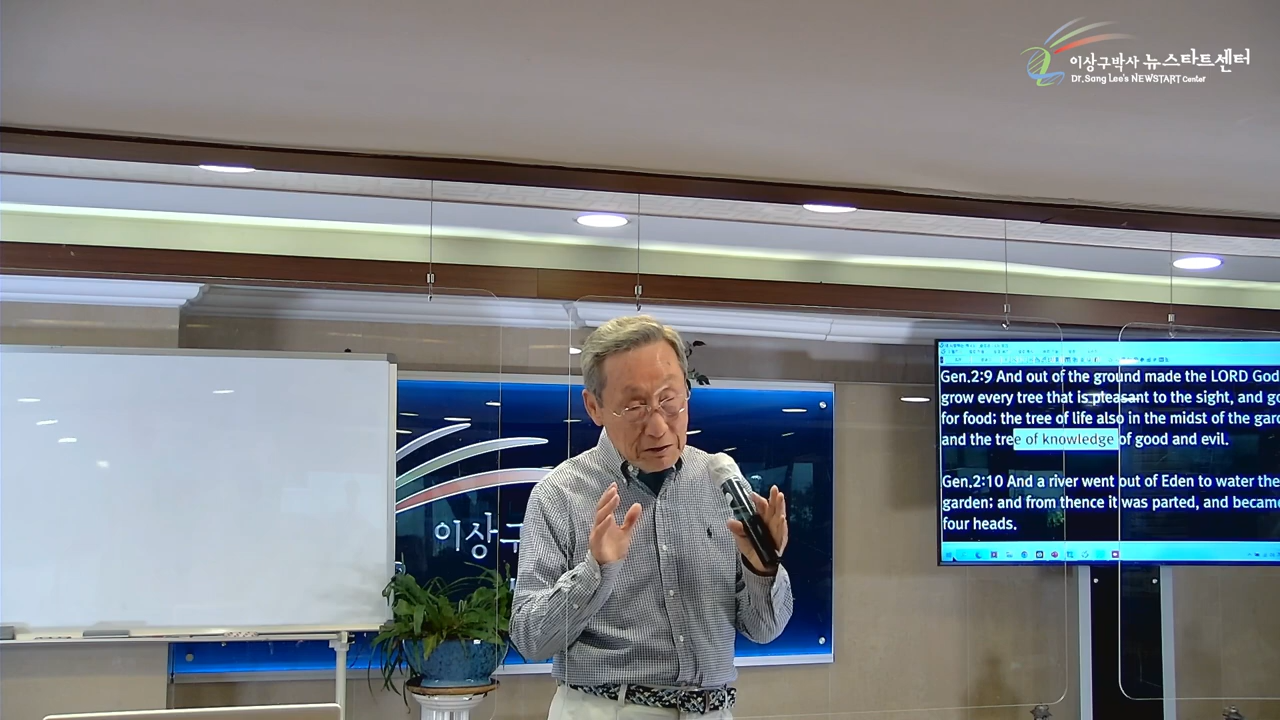 이상구박사 뉴스타트센터
Dr. Sang Lee's NEWSTART Center
Gen.2:9 And out of the ground made the LORD God
grow every tree that is pleasant to the sight, and
for food; the tree of life also in the midst of the
and the tree of knowledge of good and evil.
Gen.2:10 And a river went out of Eden to water the
garden; and from thence it was parted, and became
four heads.
이상